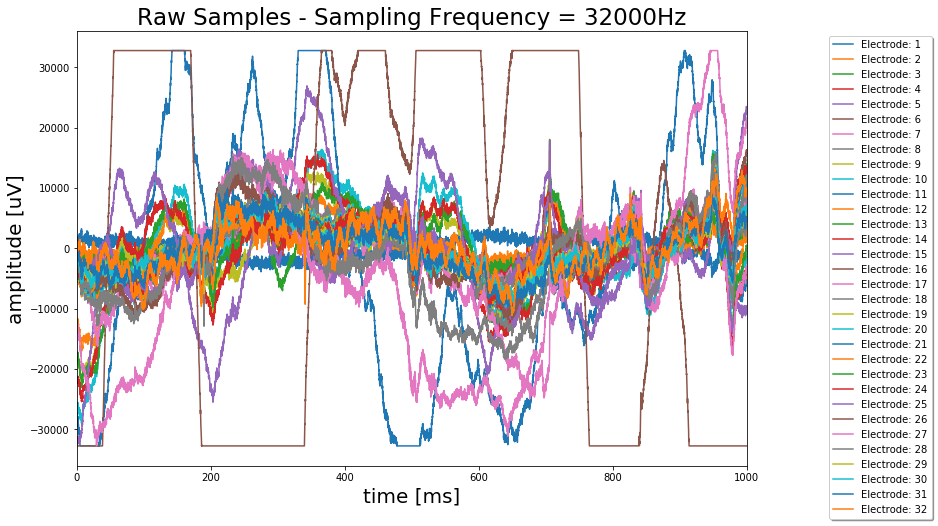 Raw Samples - Sampling Frequency = 32000Hz
amplitude [uV]
30000
20000
10000
0
−10000
−20000
−30000
0
200
400
600
800
1000
time [ms]
Electrode: 1
Electrode: 2
Electrode: 3
Electrode: 4
Electrode: 5
Electrode: 6
Electrode: 7
Electrode: 8
Electrode: 9
Electrode: 10
Electrode: 11
Electrode: 12
Electrode: 13
Electrode: 14
Electrode: 15
Electrode: 16
Electrode: 17
Electrode: 18
Electrode: 19
Electrode: 20
Electrode: 21
Electrode: 22
Electrode: 23
Electrode: 24
Electrode: 25
Electrode: 26
Electrode: 27
Electrode: 28
Electrode: 29
Electrode: 30
Electrode: 31
Electrode: 32